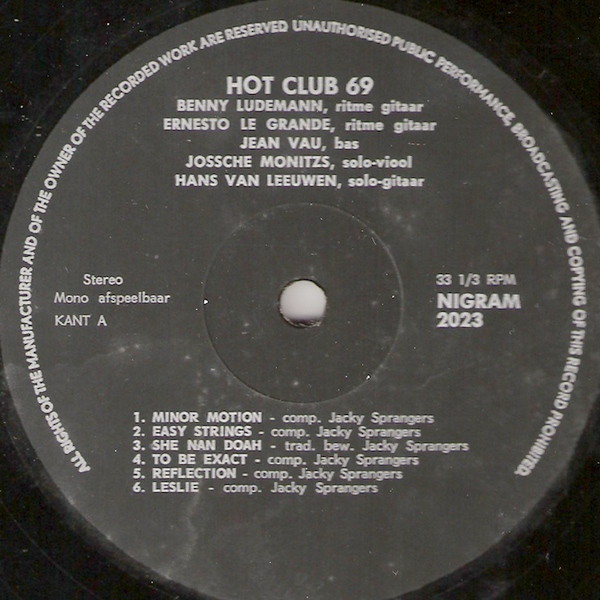 ALL RIGHTS OF THE MANUFACTURER AND OF THE OWNER OF THE RECORDED WORK ARE RESERVED UNAUTHORISED PUBLIC PERFORMANCE, BROADCASTING AND COPYING OF THIS RECORD PROHIBITED.
HOT CLUB 69
BENNY LUDEMANN, ritme gitaar
ERNESTO LE GRANDE, ritme gitaar
JEAN VAU, bas
JOSSCHE MONITZS, solo-viool
HANS VAN LEEUWEN, solo-gitaar
Stereo
Mono afspeelbaar
KANT A
33 1/3 RPM
NIGRAM
2023
1. MINOR MOTION - comp. Jacky Sprangers
2. EASY STRINGS - comp. Jacky Sprangers
3. SHE NAN DOAH - trad. bew. Jacky Sprangers
4. TO BE EXACT - comp. Jacky Sprangers
5. REFLECTION - comp. Jacky Sprangers
6. LESLIE - comp. Jacky Sprangers